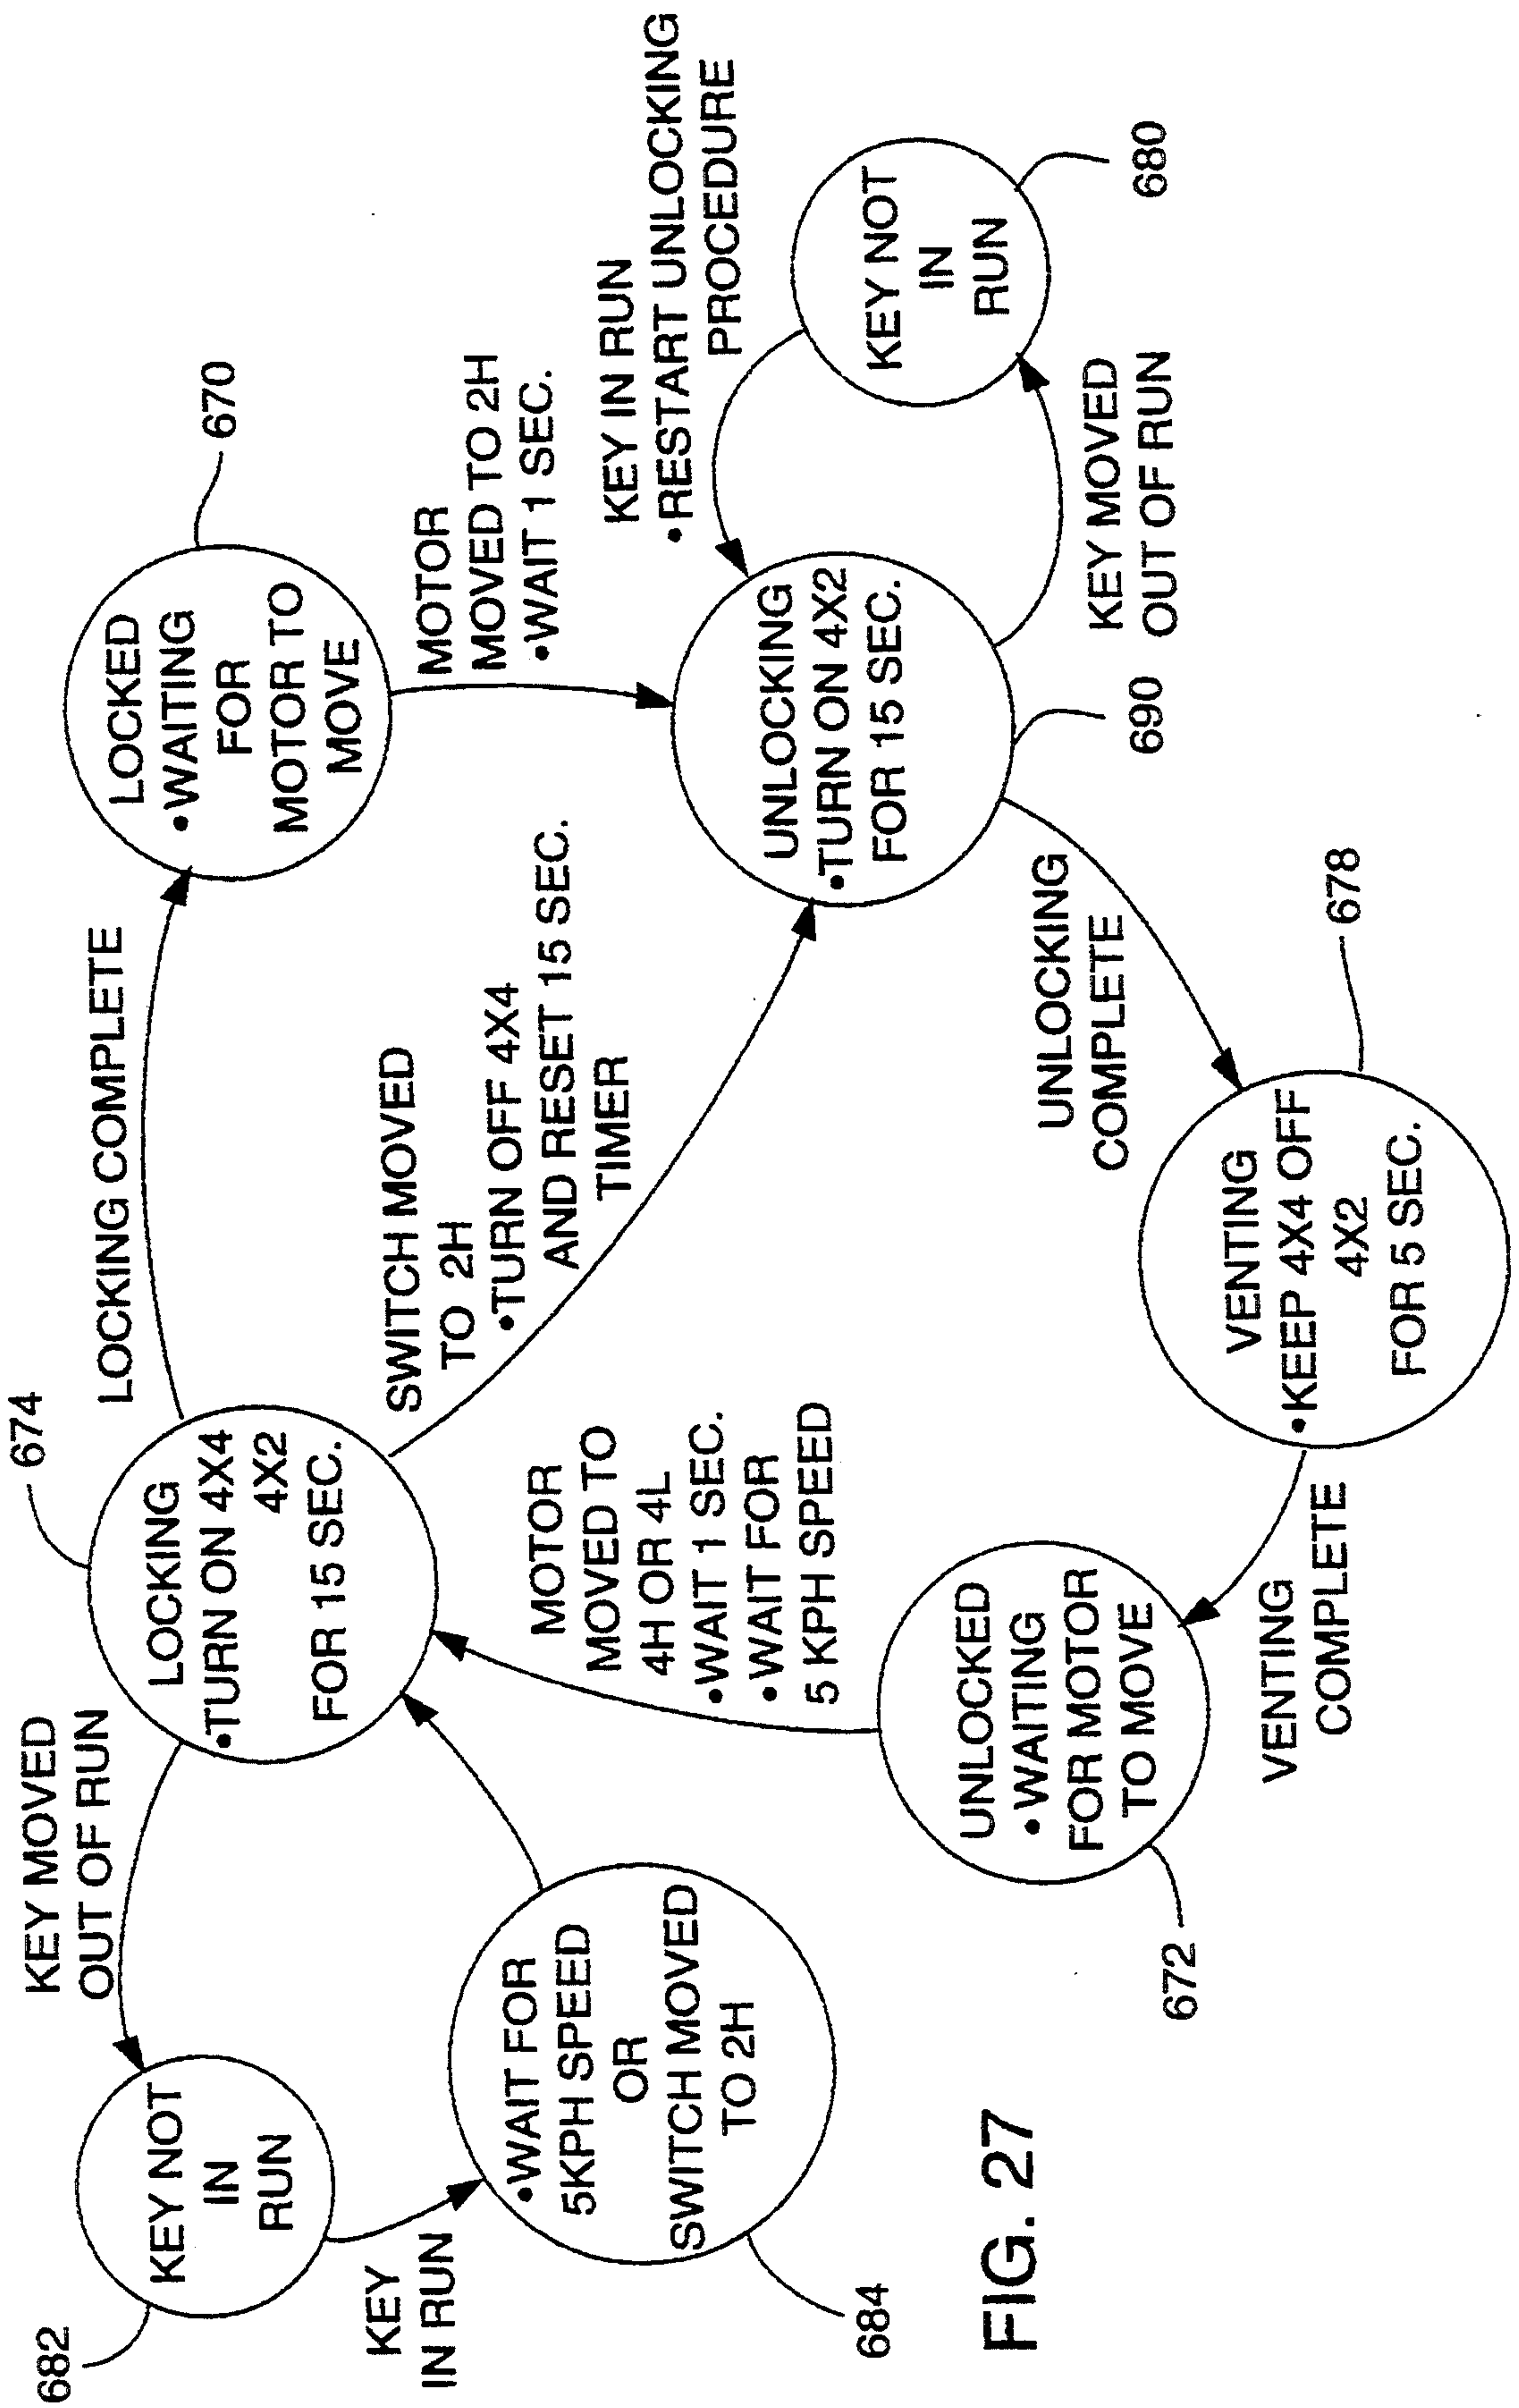 682
KEY NOT
IN
RUN
KEY MOVED
OUT OF RUN
KEY
IN RUN
•WAIT FOR
5KPH SPEED
OR
SWITCH MOVED
TO 2H
684
674
LOCKING
•TURN ON 4X4
4X2
FOR 15 SEC.
LOCKING COMPLETE
LOCKED
•WAITING
FOR
MOTOR TO
MOVE
670
SWITCH MOVED
TO 2H
•TURN OFF 4X4
AND RESET 15 SEC.
TIMER
MOTOR
MOVED TO 2H
•WAIT 1 SEC.
MOTOR
MOVED TO
4H OR 4L
•WAIT 1 SEC.
•WAIT FOR
5 KPH SPEED
UNLOCKED
•WAITING
FOR MOTOR
TO MOVE
672
UNLOCKING
•TURN ON 4X2
FOR 15 SEC.
690
KEY IN RUN
•RESTART UNLOCKING
PROCEDURE
KEY NOT
IN
RUN
680
KEY MOVED
OUT OF RUN
UNLOCKING
COMPLETE
VENTING
•KEEP 4X4 OFF
4X2
FOR 5 SEC.
678
VENTING
COMPLETE
FIG. 27